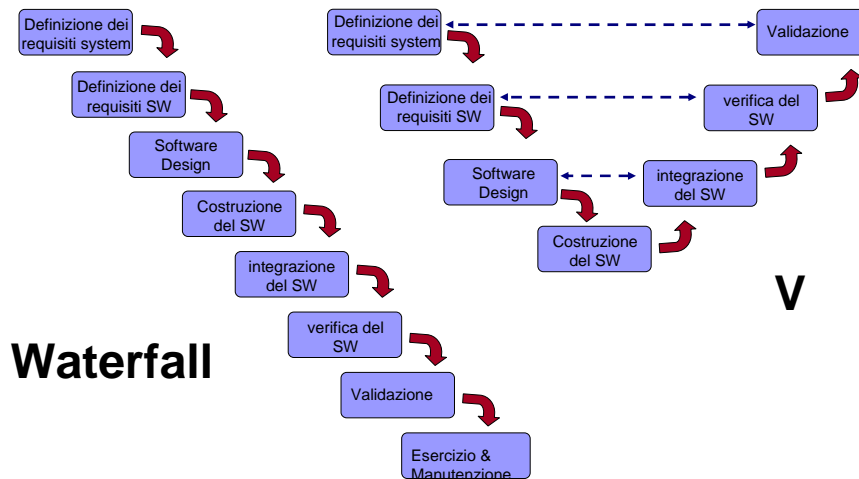 Definizione dei
requisiti system
Definizione dei
requisiti SW
Software
Design
Costruzione
del SW
integrazione
del SW
verifica del
SW
Validazione
Esercizio &
Manutenzione
Waterfall
Definizione dei
requisiti system
Definizione dei
requisiti SW
Software
Design
Costruzione
del SW
integrazione
del SW
verifica del
SW
Validazione
V